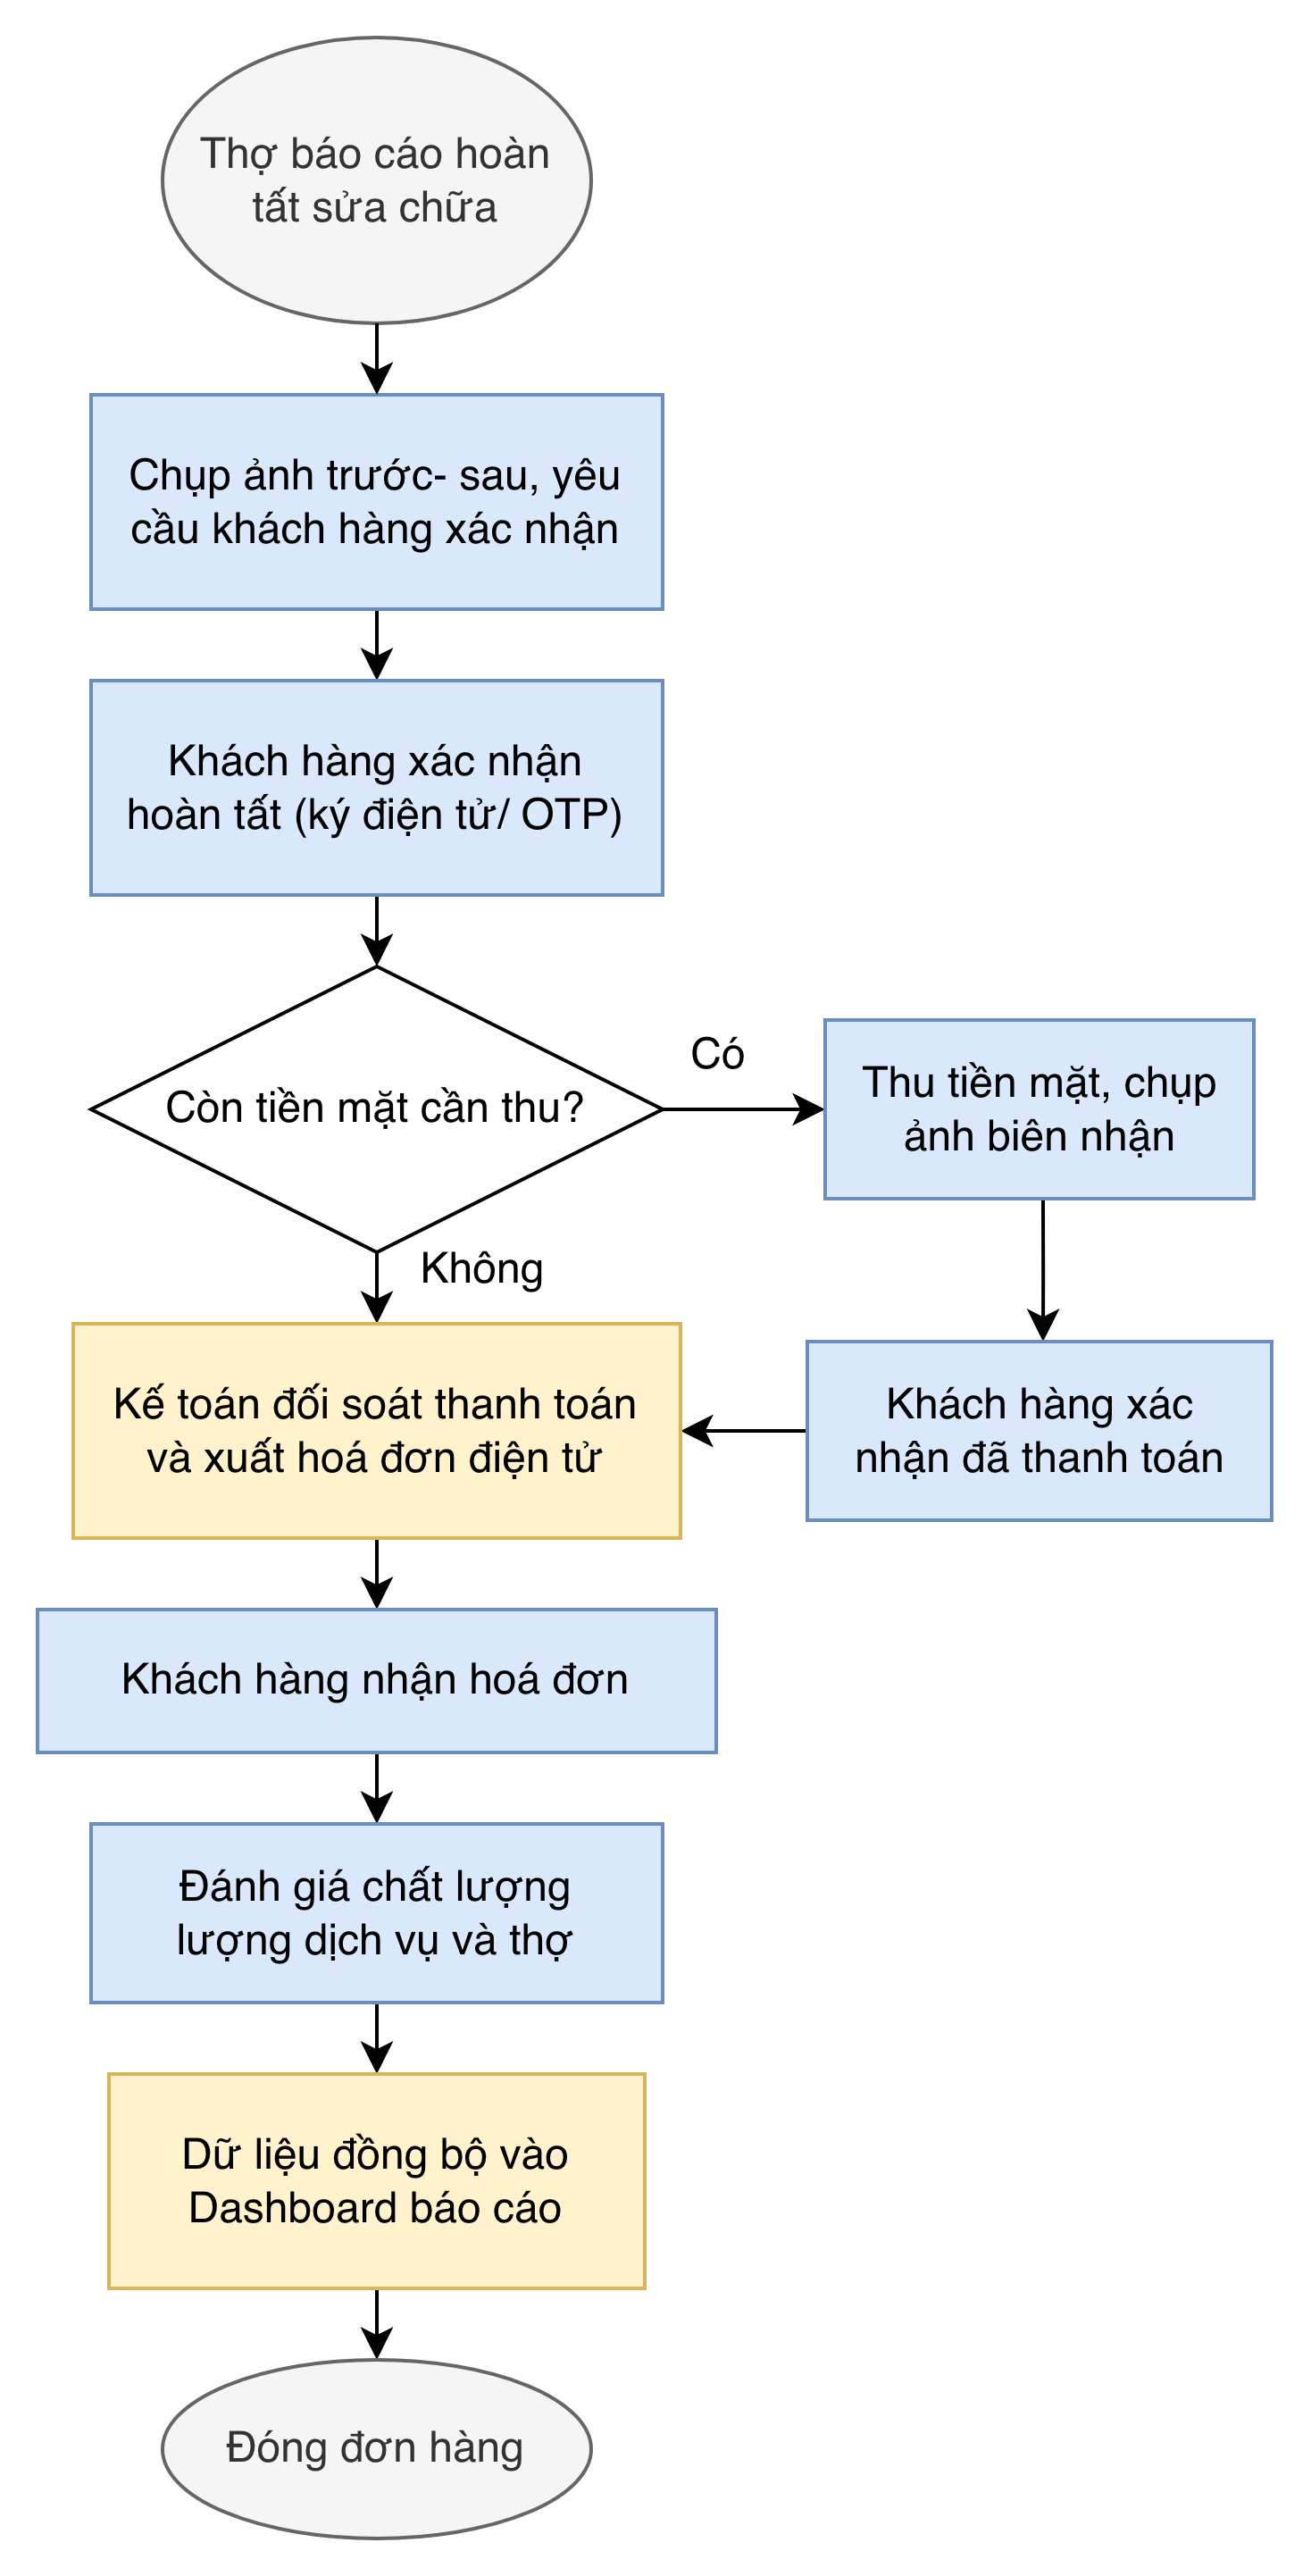 Thợ báo cáo hoàn
tất sửa chữa
Chụp ảnh trước- sau, yêu
cầu khách hàng xác nhận
Khách hàng xác nhận
hoàn tất (ký điện tử/ OTP)
Còn tiền mặt cần thu?
Có
Thu tiền mặt, chụp
ảnh biên nhận
Không
Kế toán đối soát thanh toán
và xuất hoá đơn điện tử
Khách hàng xác
nhận đã thanh toán
Khách hàng nhận hoá đơn
Đánh giá chất lượng
lượng dịch vụ và thợ
Dữ liệu đồng bộ vào
Dashboard báo cáo
Đóng đơn hàng